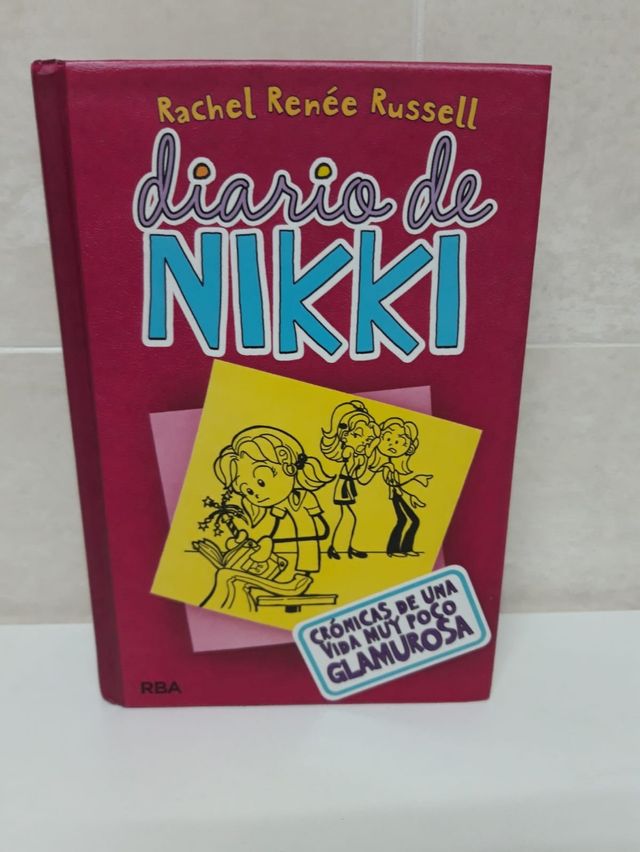 Rachel Renée Russell
diario de
NIKKI
CRÓNICAS DE UNA
VIDA MUY POCO
GLAMUROSA
RBA